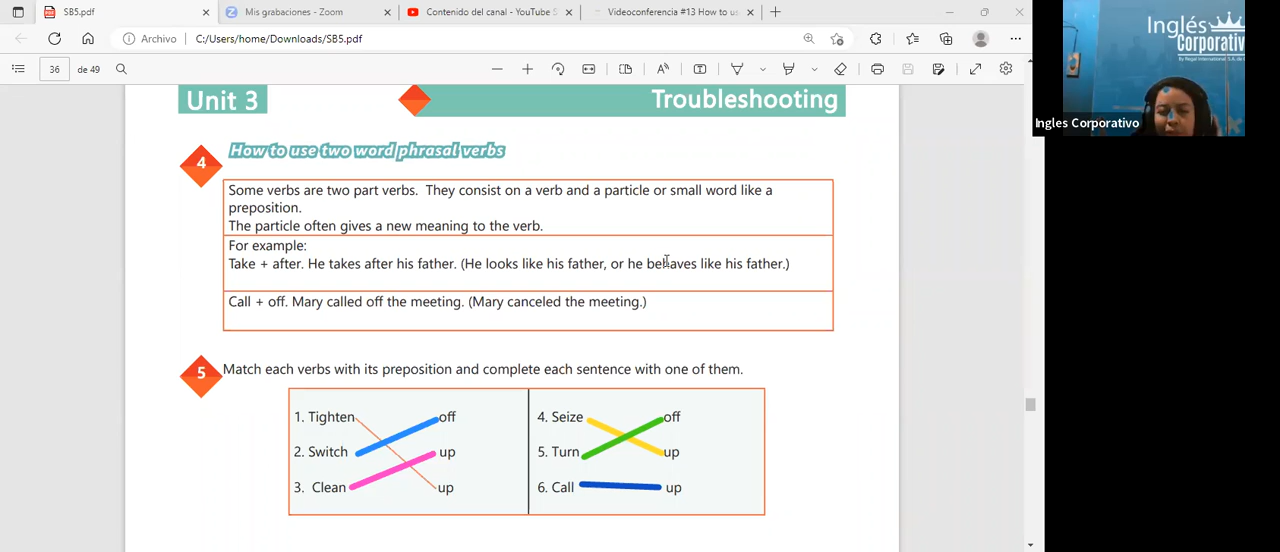 SB5.pdf
Mis grabaciones - Zoom
Contenido del canal - YouTube S
Videoconferencia #13 How to us
Archivo
C:/Users/home/Downloads/SB5.pdf
36
de 49
Inglés
Corporativ
By Regal International, S.A. de
Ingles Corporativo
Unit 3
Troubleshooting
4
How to use two word phrasal verbs
Some verbs are two part verbs. They consist on a verb and a particle or small word like a
preposition.
The particle often gives a new meaning to the verb.
For example:
Take + after. He takes after his father. (He looks like his father, or he behaves like his father.)
Call + off. Mary called off the meeting. (Mary canceled the meeting.)
5
Match each verbs with its preposition and complete each sentence with one of them.
1. Tighten off
2. Switch up
3. Clean up
4. Seize off
5. Turn up
6. Call up